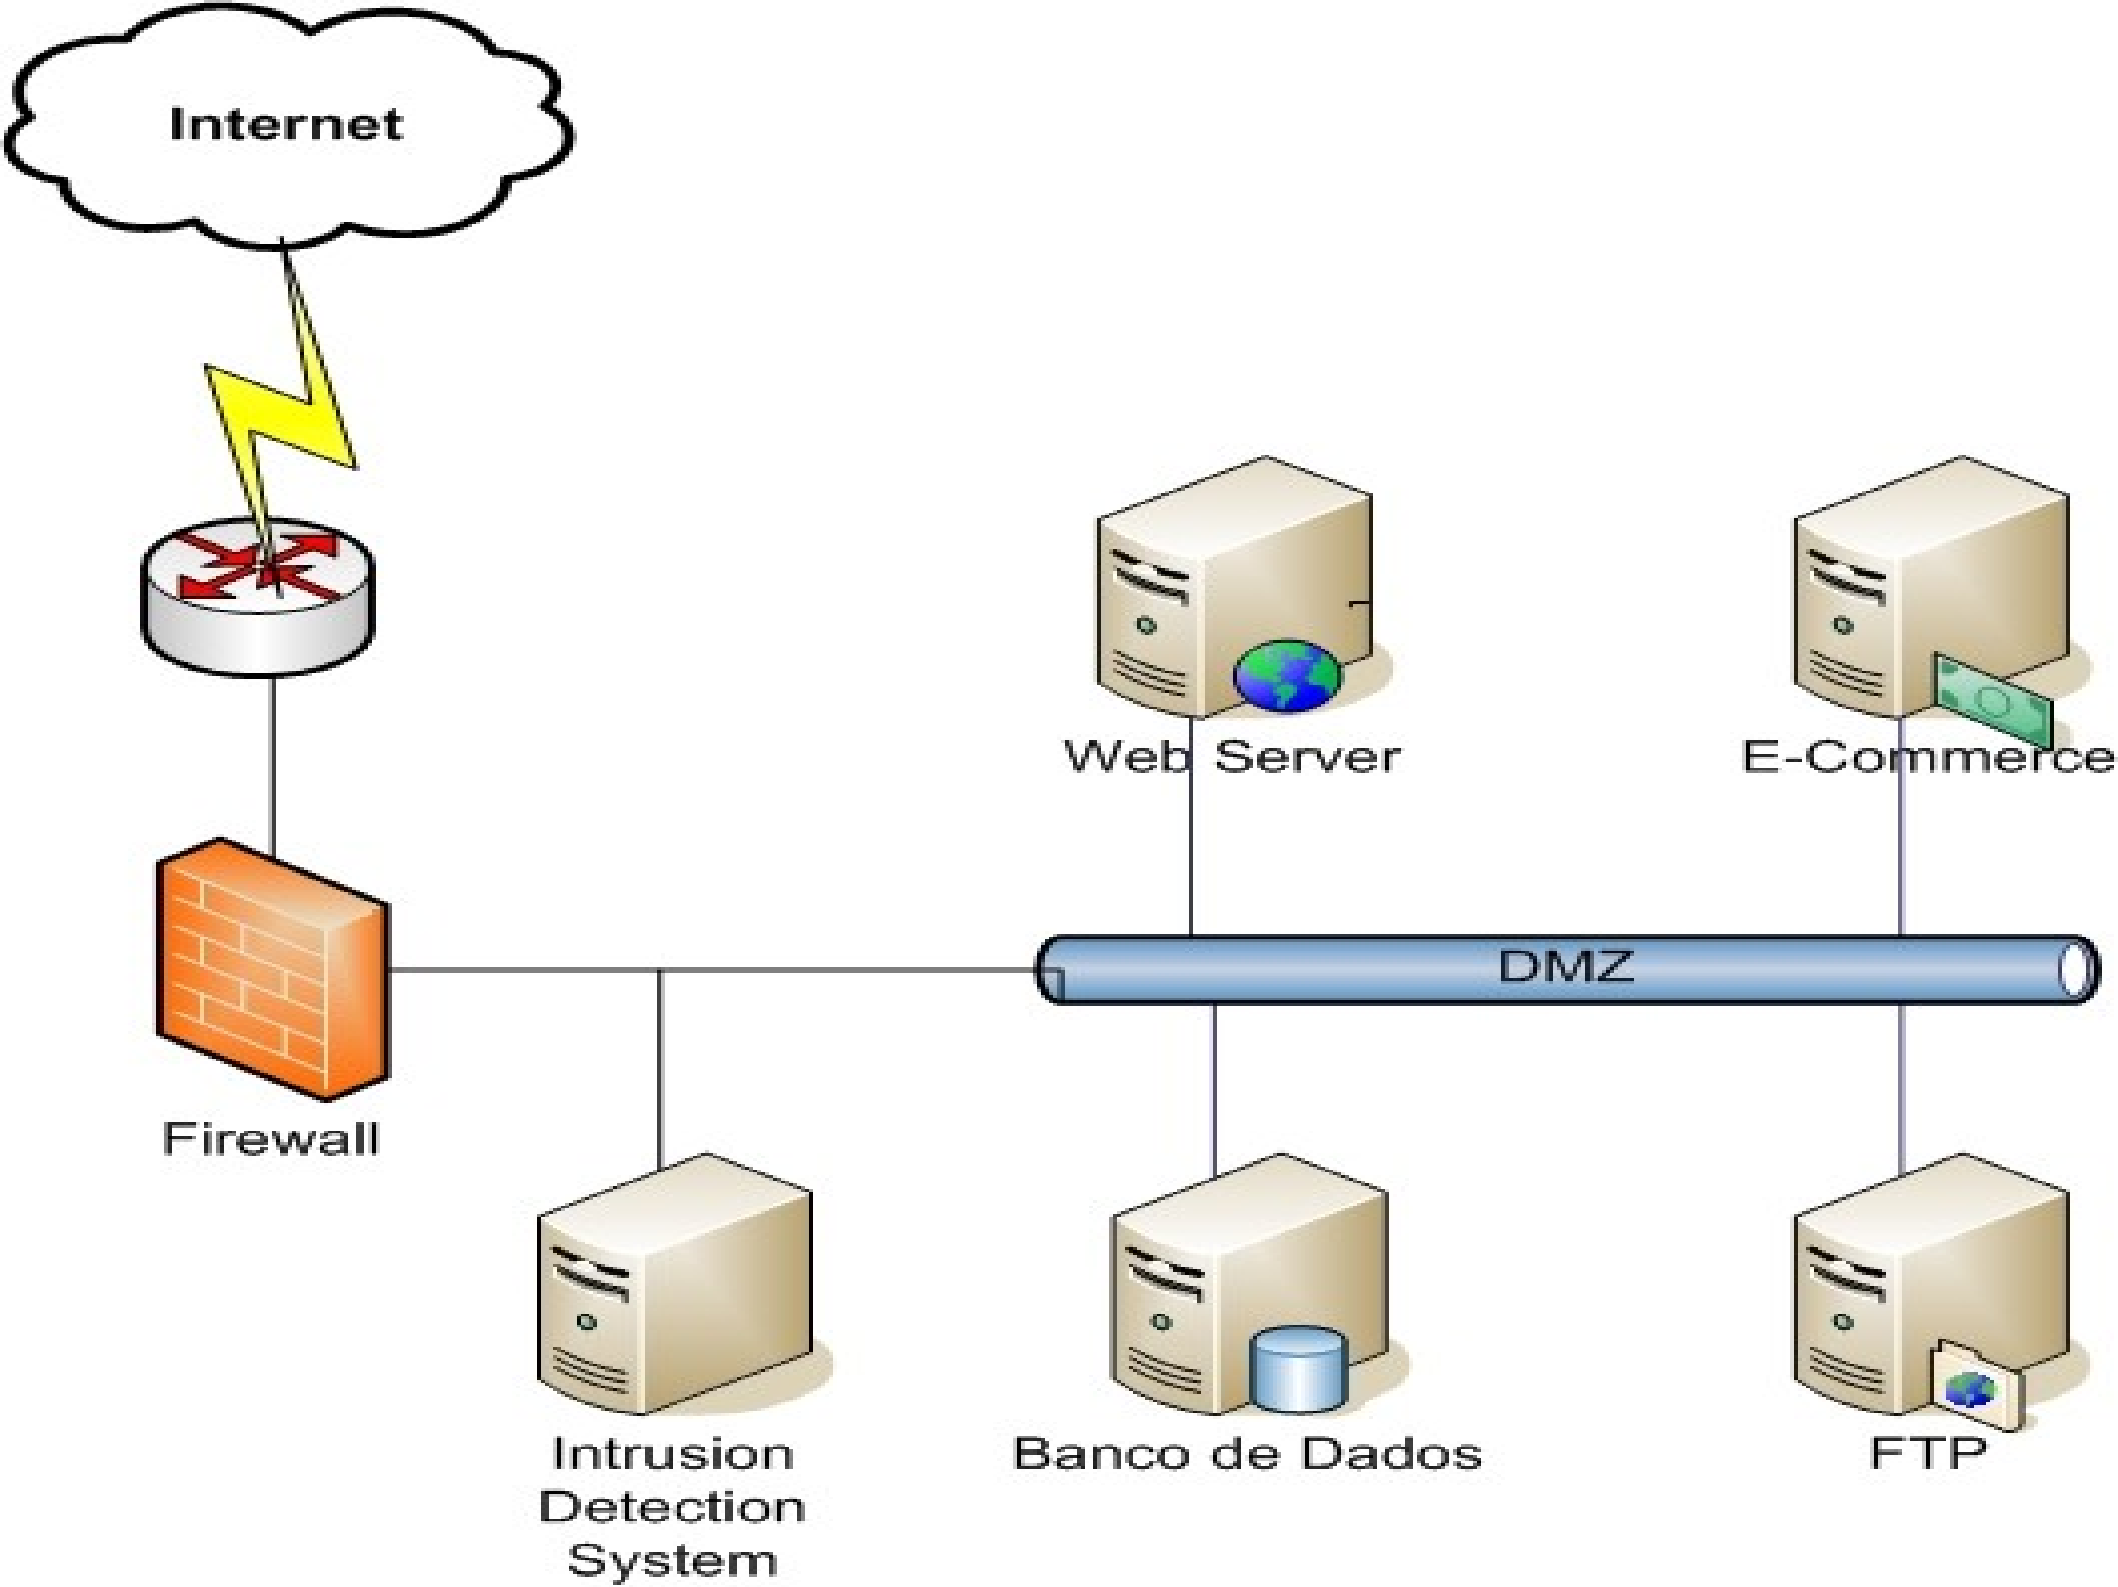 Internet
Web Server
E-Commerce
DMZ
Firewall
Intrusion
Detection
System
Banco de Dados
FTP